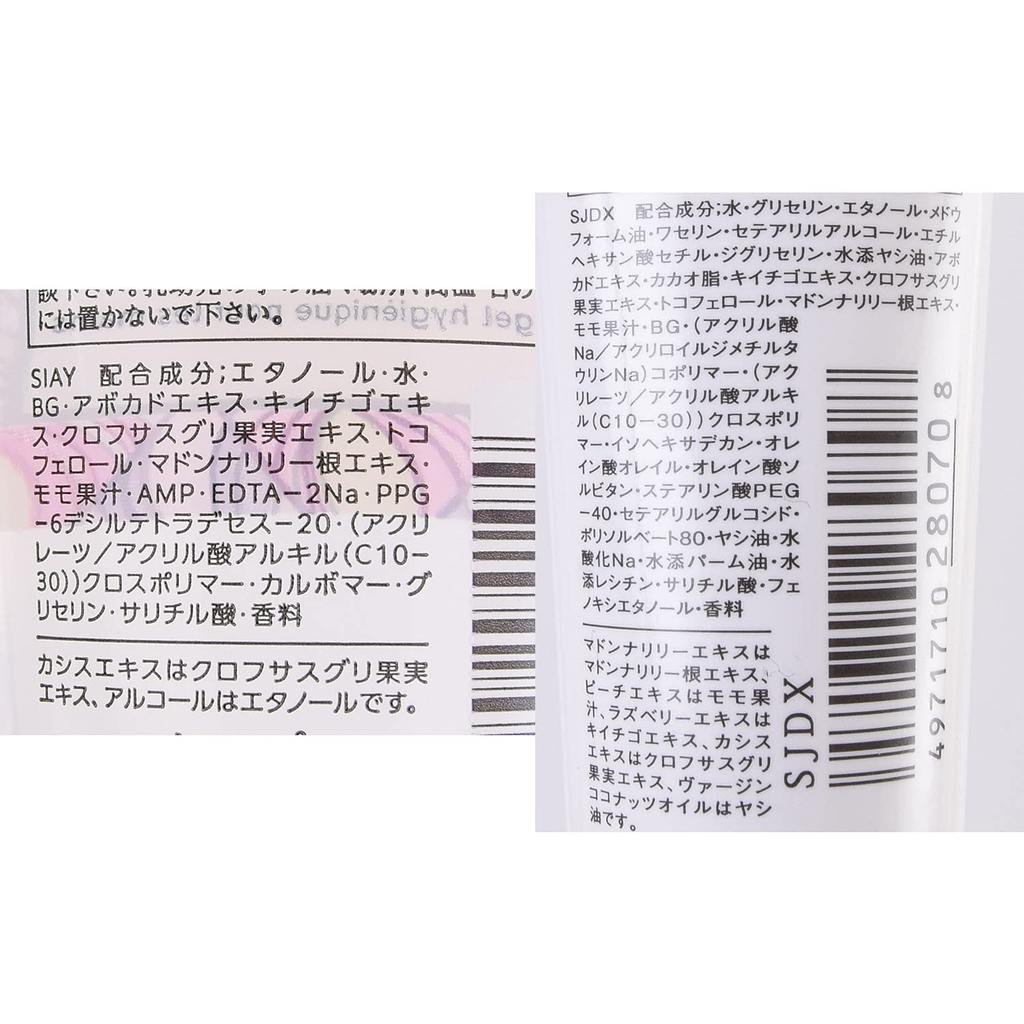 には置かないで下さい。
gel hygiénique
SIAY 配合成分;エタノール・水・
BG・アボカドエキス・キイチゴエキ
ス・クロフサスグリ果実エキス・トコ
フェロール・マドンナリリー根エキス・
モモ果汁・AMP・EDTA−2Na・PPG
−6デシルテトラデセス−20・(アクリ
レーツ/アクリル酸アルキル(C10−
30))クロスポリマー・カルボマー・グ
リセリン・サリチル酸・香料
カシスエキスはクロフサスグリ果実
エキス、アルコールはエタノールです。
SJDX 配合成分;水・グリセリン・エタノール・メドウ
フォーム油・ワセリン・セテアリルアルコール・エチル
ヘキサン酸セチル・ジグリセリン・水添ヤシ油・アボ
カドエキス・カカオ脂・キイチゴエキス・クロフサスグリ
果実エキス・トコフェロール・マドンナリリー根エキス・
モモ果汁・BG・(アクリル酸
Na/アクリロイルジメチルタ
ウリンNa)コポリマー・(アク
リレーツ/アクリル酸アルキ
ル(C10−30))クロスポリ
マー・イソヘキサデカン・オレ
イン酸オレイル・オレイン酸ソ
ルビタン・ステアリン酸PEG
−40・セテアリルグルコシド・
ポリソルベート80・ヤシ油・水
酸化Na・水添パーム油・水
添レシチン・サリチル酸・フェ
ノキシエタノール・香料
マドンナリリーエキスは
マドンナリリー根エキス、
ピーチエキスはモモ果
汁、ラズベリーエキスは
キイチゴエキス、カシス
エキスはクロフサスグリ
果実エキス、ヴァージン
ココナッツオイルはヤシ
油です。
SJDX
4971710 280708